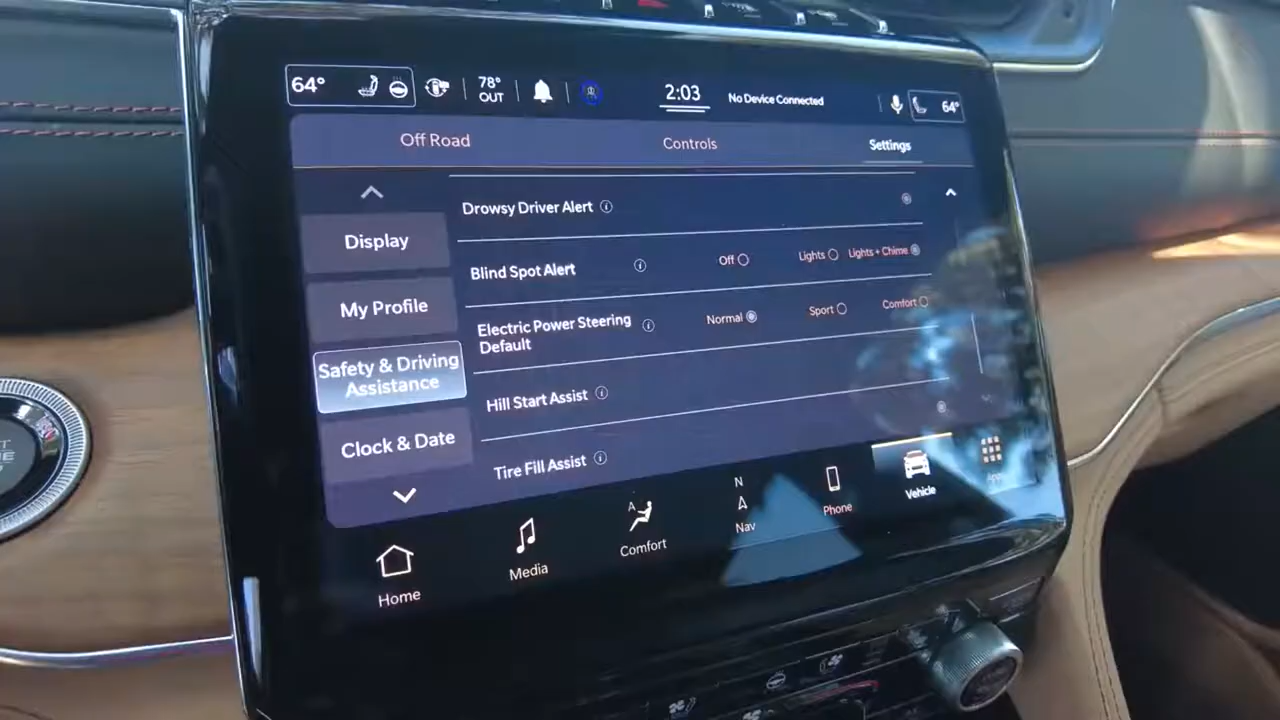 64°
78°
OUT
2:03
No Device Connected
64°
Off Road
Controls
Settings
Drowsy Driver Alert
Display
Blind Spot Alert
Off
Lights
Lights + Chime
My Profile
Electric Power Steering
Default
Normal
Sport
Comfort
Safety & Driving
Assistance
Hill Start Assist
Clock & Date
Tire Fill Assist
Home
Media
A
Comfort
N
Nav
Phone
Vehicle